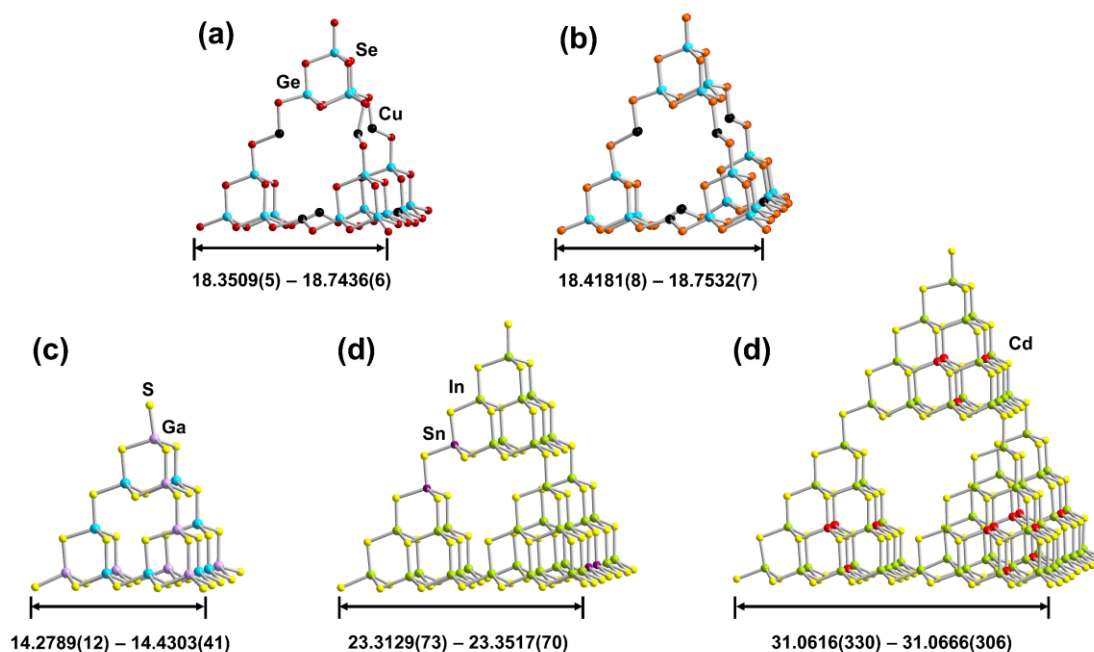 (a)
Se
Ge
Cu
18.3509(5) – 18.7436(6)
(b)
18.4181(8) – 18.7532(7)
(c)
S
Ga
14.2789(12) – 14.4303(41)
(d)
In
Sn
23.3129(73) – 23.3517(70)
(d)
Cd
31.0616(330) – 31.0666(306)